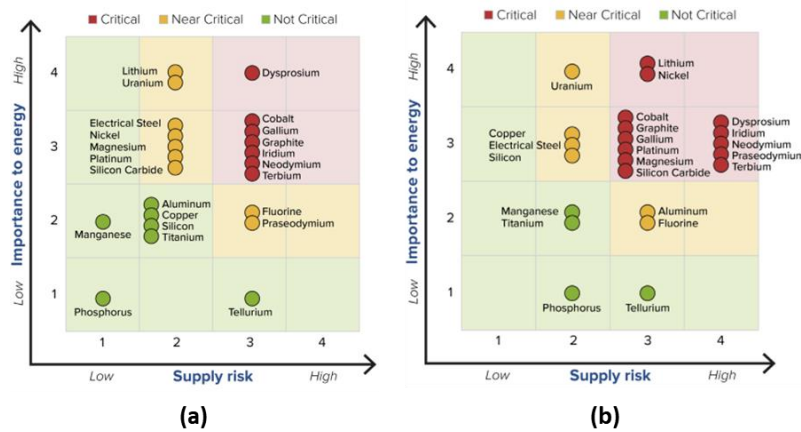 Critical Near Critical Not Critical
Importance to energy
High
Low
4
3
2
1
Lithium
Uranium
Dysprosium
Electrical Steel
Nickel
Magnesium
Platinum
Silicon Carbide
Cobalt
Gallium
Graphite
Iridium
Neodymium
Terbium
Manganese
Aluminum
Copper
Silicon
Titanium
Fluorine
Praseodymium
Phosphorus
Tellurium
1 2 3 4
Low Supply risk High
(a)
Critical Near Critical Not Critical
Importance to energy
High
Low
4
3
2
1
Uranium
Lithium
Nickel
Copper
Electrical Steel
Silicon
Cobalt
Graphite
Gallium
Platinum
Magnesium
Silicon Carbide
Dysprosium
Iridium
Neodymium
Praseodymium
Terbium
Manganese
Titanium
Aluminum
Fluorine
Phosphorus
Tellurium
1 2 3 4
Low Supply risk High
(b)